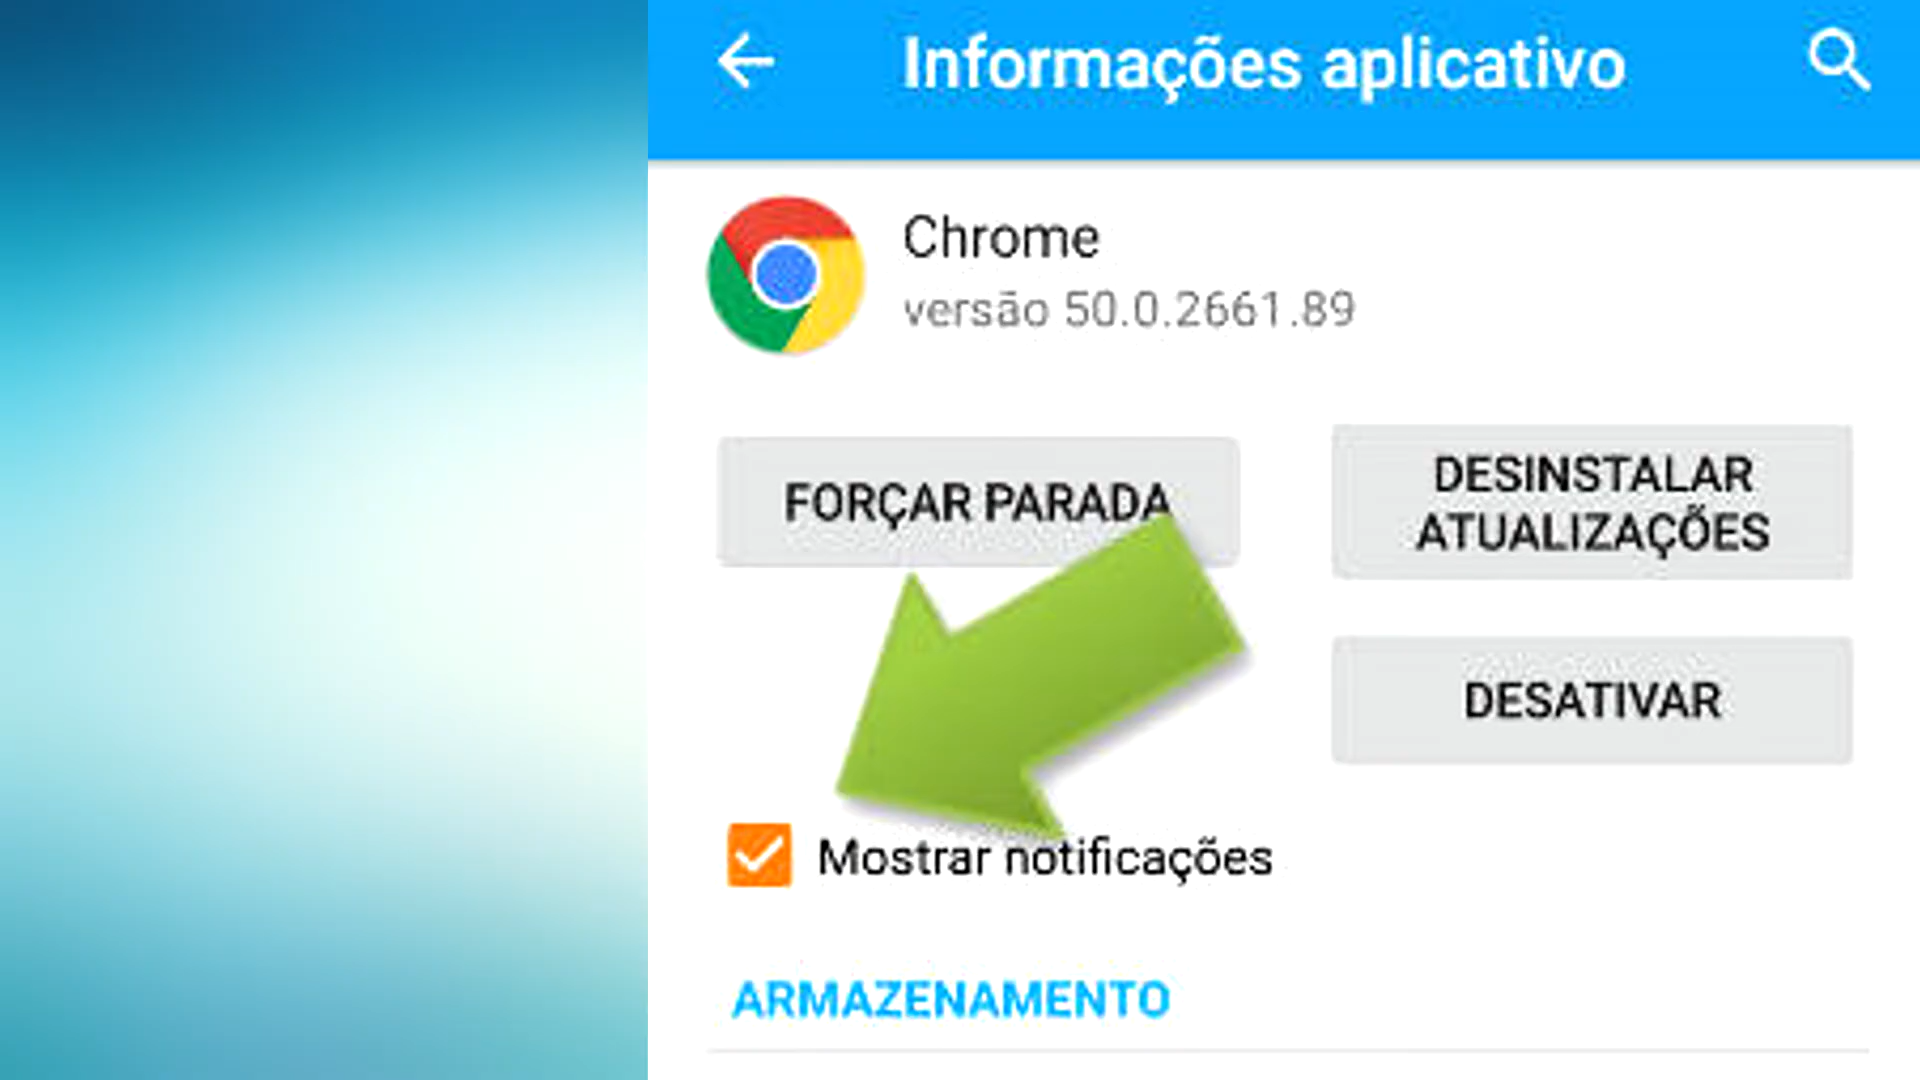 Informações aplicativo
Chrome
versão 50.0.2661.89
FORÇAR PARADA
DESINSTALAR
ATUALIZAÇÕES
DESATIVAR
Mostrar notificações
ARMAZENAMENTO